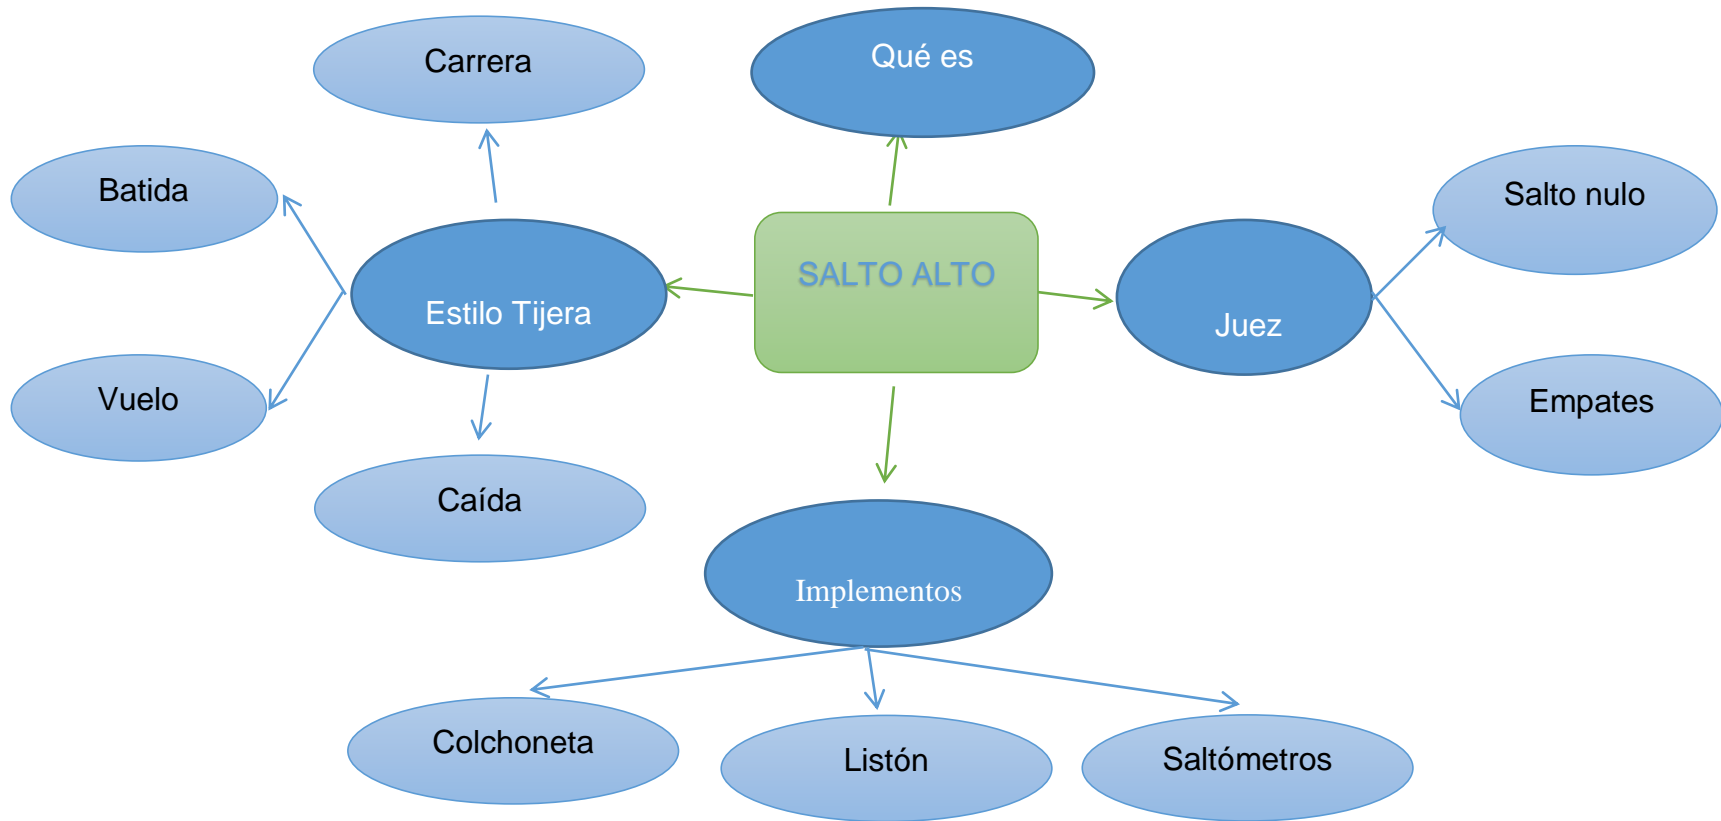 Qué es
Carrera
Batida
Salto nulo
SALTO ALTO
Estilo Tijera
Juez
Vuelo
Empates
Caída
Implementos
Colchoneta
Listón
Saltómetros